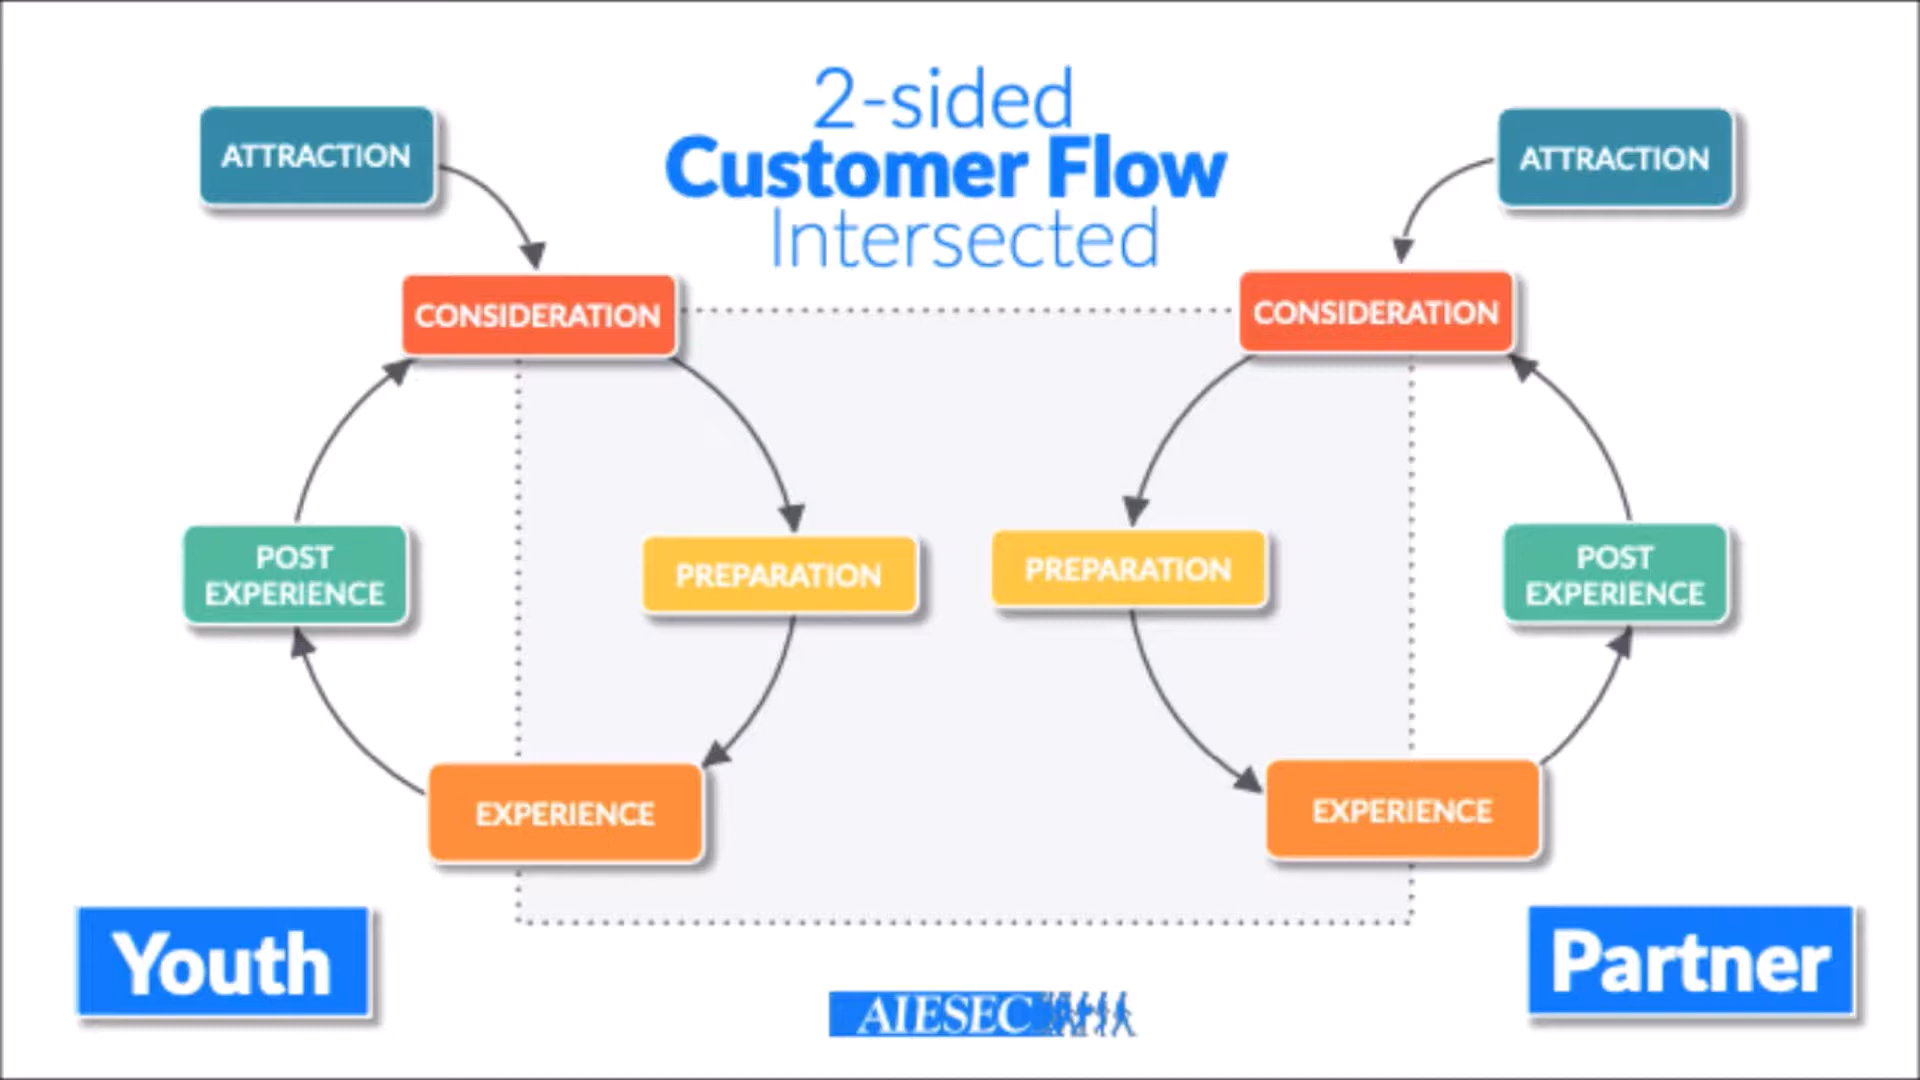 2-sided
Customer Flow
Intersected
ATTRACTION
ATTRACTION
CONSIDERATION
CONSIDERATION
POST
EXPERIENCE
PREPARATION
PREPARATION
POST
EXPERIENCE
EXPERIENCE
EXPERIENCE
Youth
Partner
AIESEC